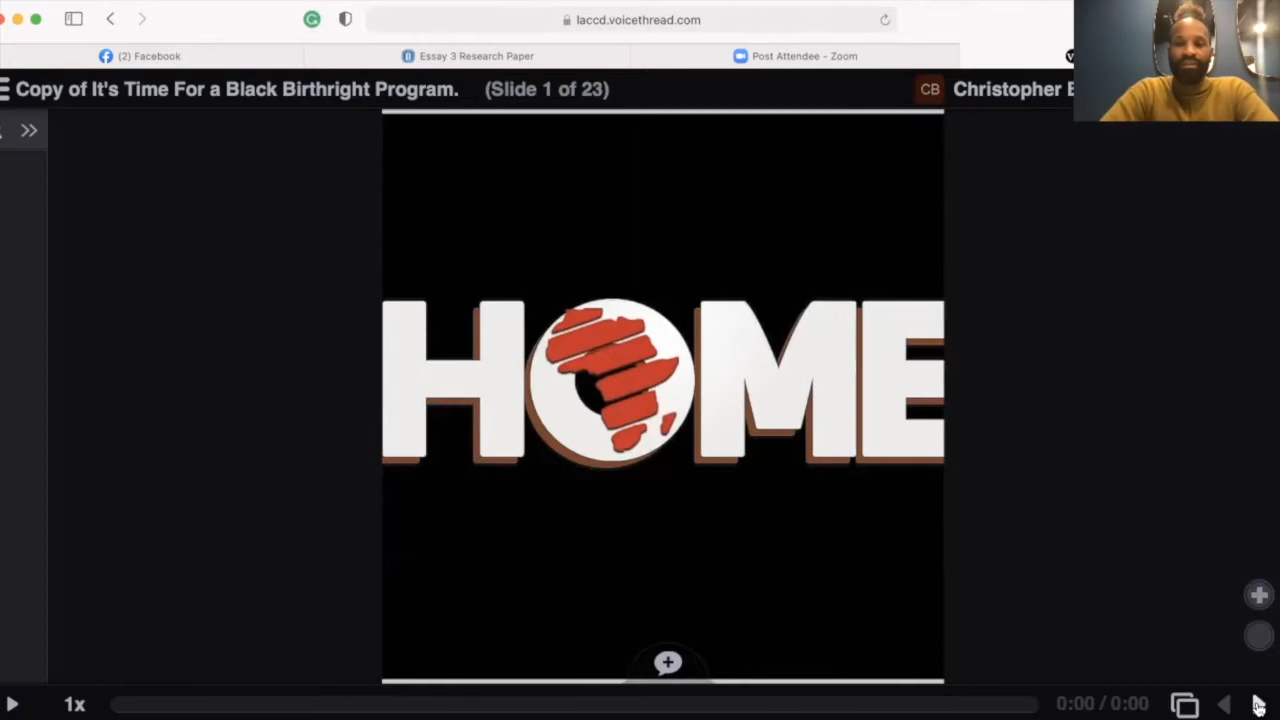 laccd.voicethread.com
(2) Facebook
Essay 3 Research Paper
Post Attendee - Zoom
Copy of It's Time For a Black Birthright Program. (Slide 1 of 23)
CB
Christopher
HOME
1x
0:00 / 0:00